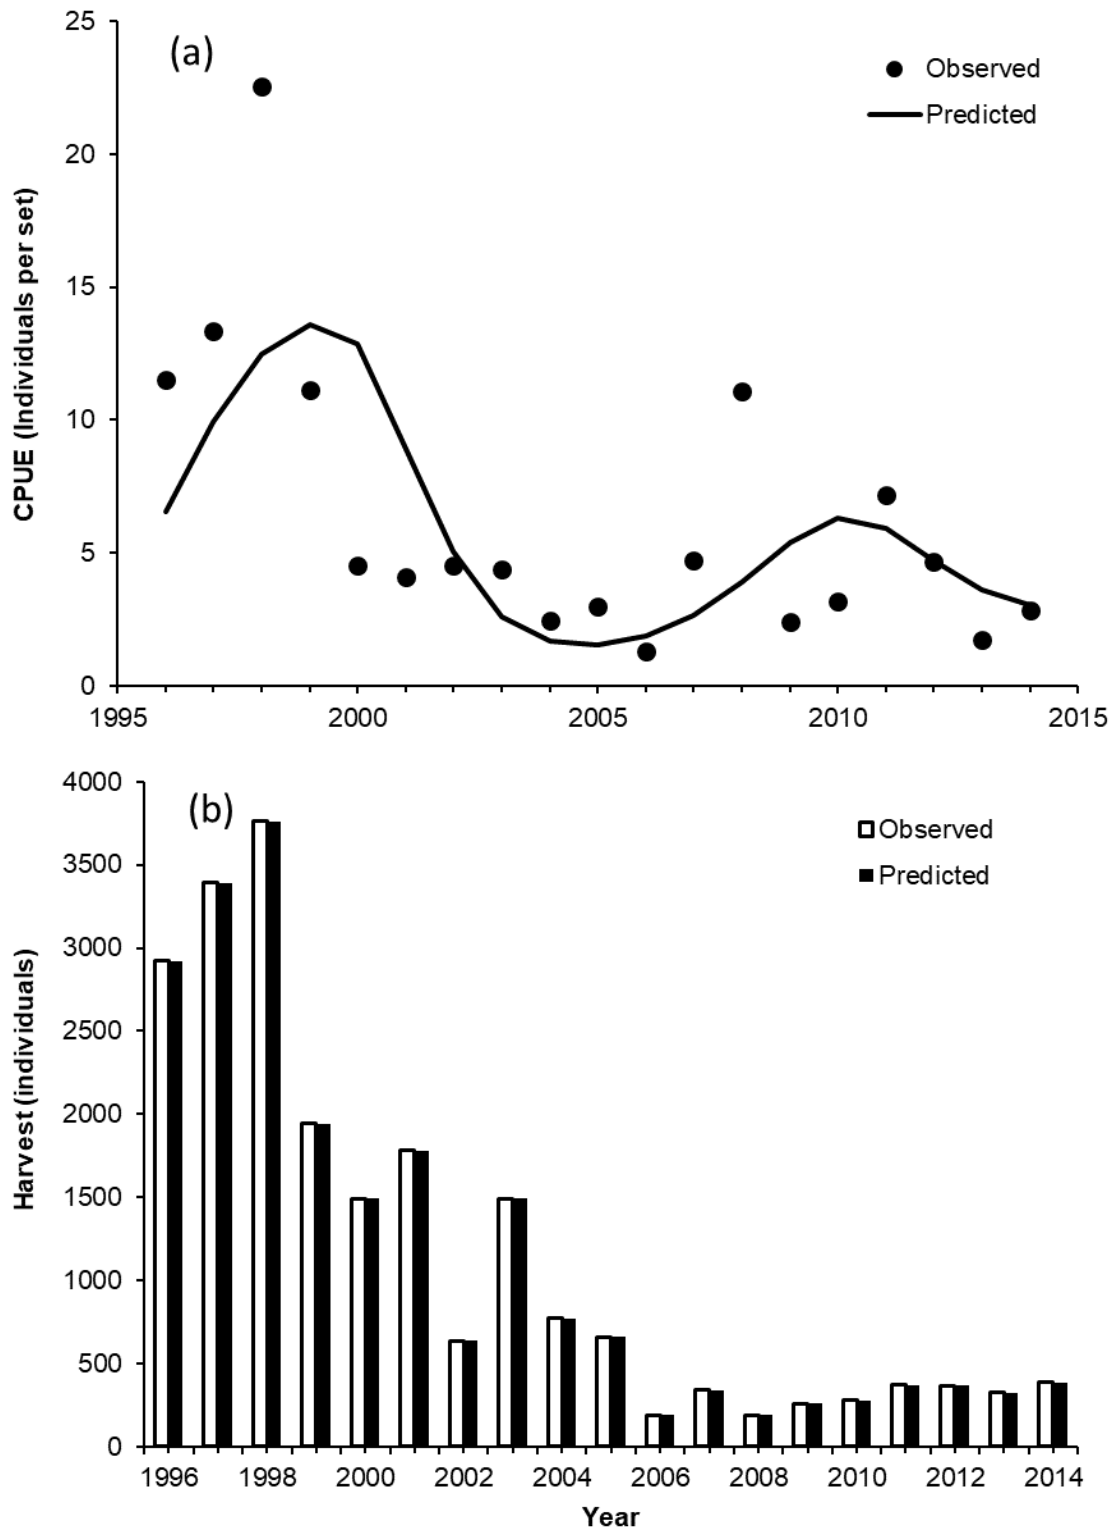 (a)
Observed
Predicted
CPUE (Individuals per set)
25
20
15
10
5
0
1995 2000 2005 2010 2015
(b)
Observed
Predicted
Harvest (individuals)
4000
3500
3000
2500
2000
1500
1000
500
0
1996 1998 2000 2002 2004 2006 2008 2010 2012 2014
Year